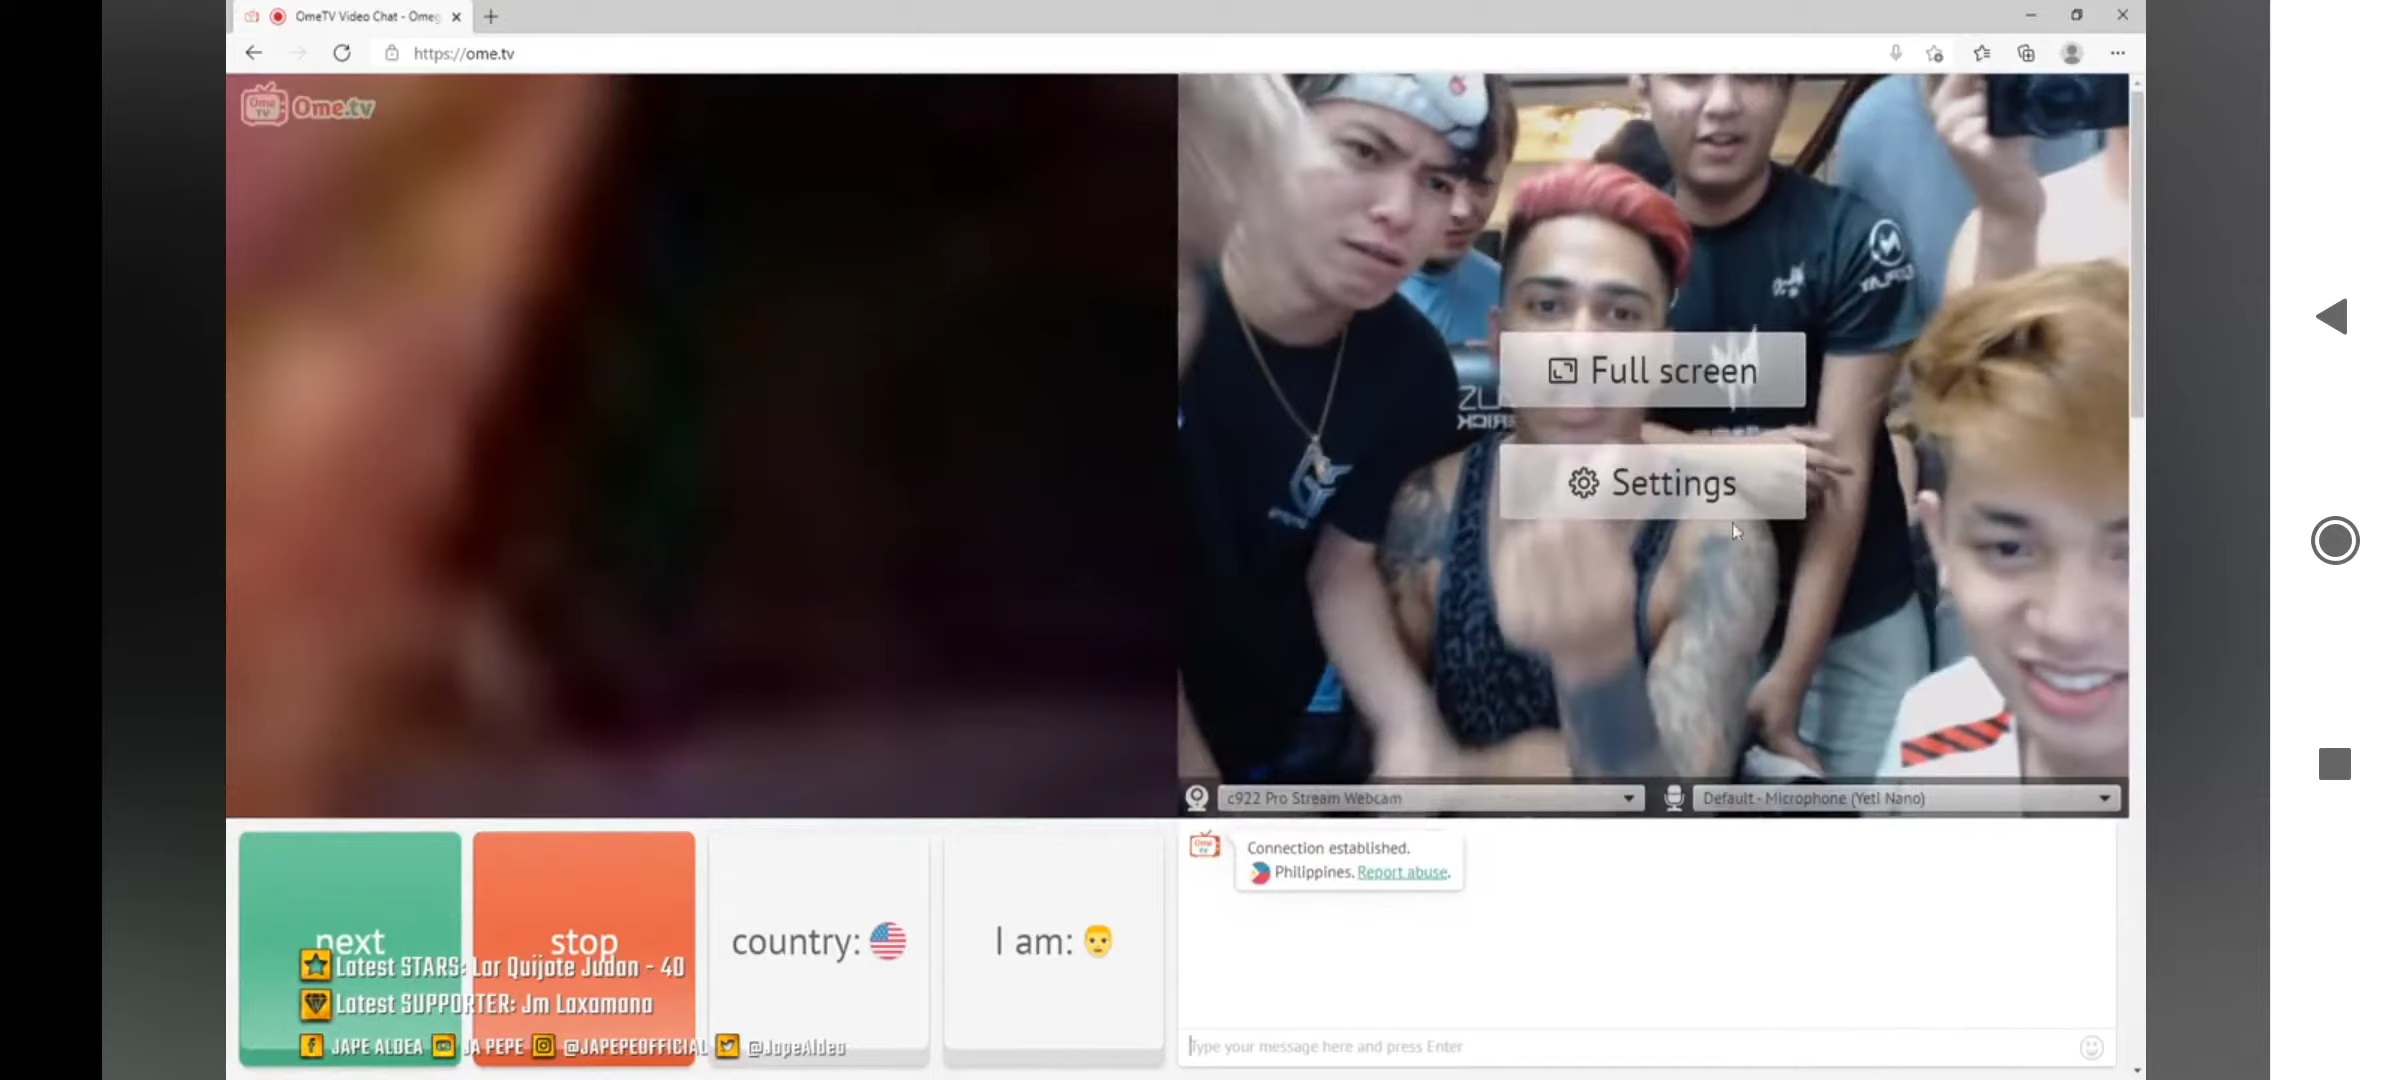 OmeTV Video Chat - Omeg
https://ome.tv
Ome TV Ome.tv
Full screen
Settings
c922 Pro Stream Webcam
Default - Microphone (Yeti Nano)
next
stop
country:
I am:
Connection established.
Philippines. Report abuse.
Type your message here and press Enter
Latest STARS: Lor Quijote Judan - 40
Latest SUPPORTER: Jm Laxamana
JAPE ALDEA JA PEPE @JAPEPEOFFICIAL @JapeAldea